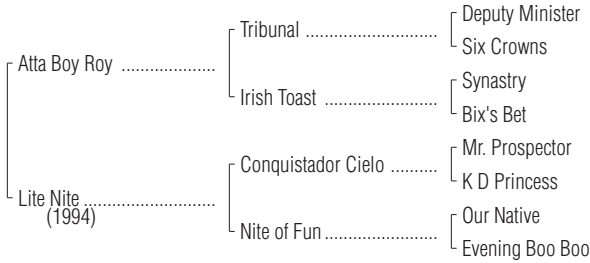 Deputy Minister
Tribunal ..........................
Six Crowns
Atta Boy Roy ...................
Synastry
Irish Toast .......................
Bix's Bet
Mr. Prospector
Conquistador Cielo ..........
K D Princess
Lite Nite ...........................
(1994)
Our Native
Nite of Fun .......................
Evening Boo Boo